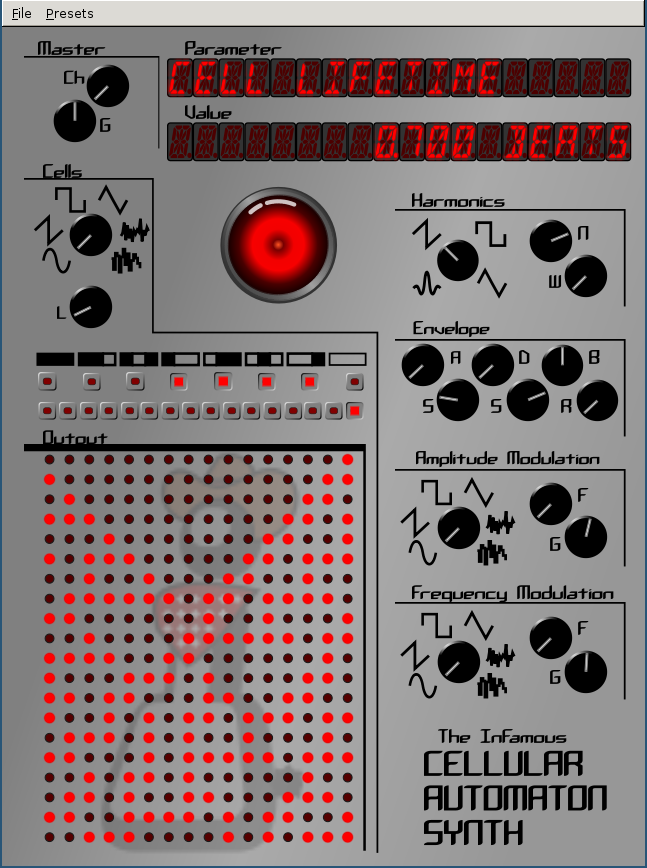 File Presets
Master
Ch
G
Parameter
CELL LIFETIME
Value
0700 BEATS
Cells
L
Harmonics
П
Ш
Envelope
A D B
S S R
Output
Amplitude Modulation
F
G
Frequency Modulation
F
G
The Infamous
CELLULAR
AUTOMATON
SYNTH